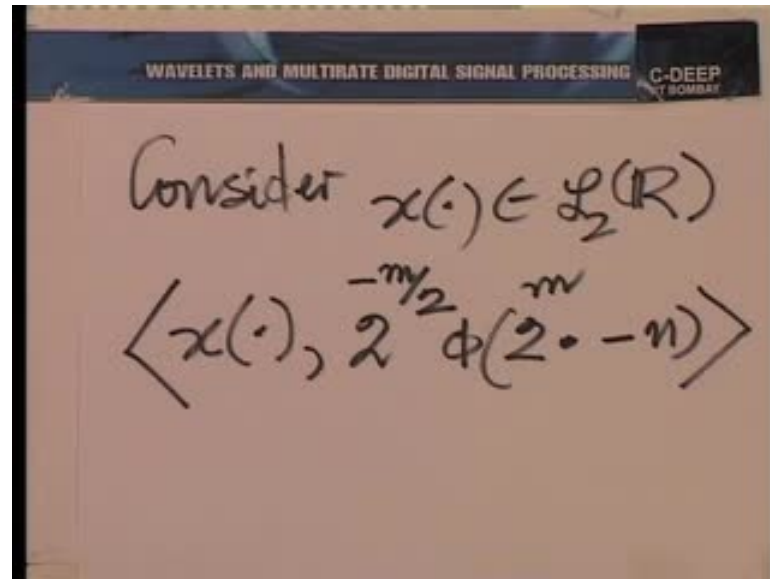 WAVELETS AND MULTIRATE DIGITAL SIGNAL PROCESSING
C-DEEP
IIT BOMBAY
Consider x(·) ∈ ℒ₂(ℝ)
⟨x(·), 2^{-m/2} φ(2^m · - n)⟩